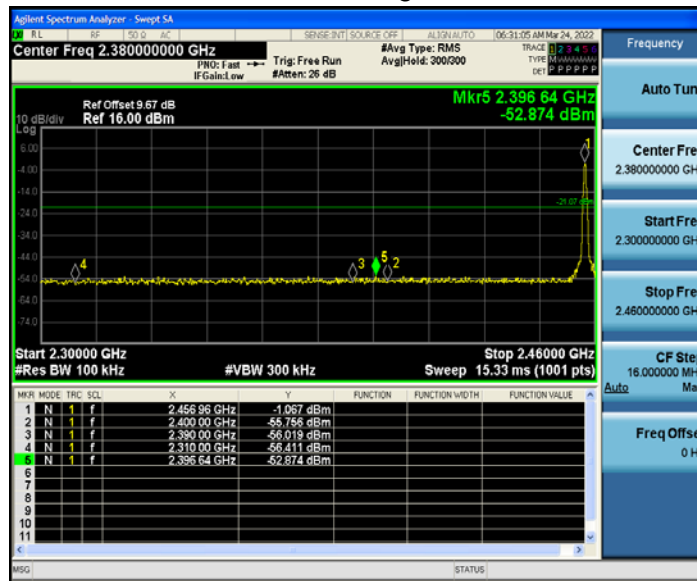 Agilent Spectrum Analyzer - Swept SA
RL RF 50 Ω AC SENSE:INT SOURCE OFF ALIGN AUTO 06:31:05 AM Mar 24, 2022
Center Freq 2.380000000 GHz
PNO: Fast
IFGain:Low
Trig: Free Run
#Atten: 26 dB
#Avg Type: RMS
Avg|Hold: 300/300
TRACE 1 2 3 4 5 6
TYPE M
DET P P P P P P
Frequency
10 dB/div
Log
Ref Offset 9.67 dB
Ref 16.00 dBm
Mkr5 2.396 64 GHz
-52.874 dBm
6.00
-4.00
-14.0
-24.0
-44.0
-54.0
-64.0
-74.0
-21.07 dBm
1
4
3
5
2
Start 2.30000 GHz
Stop 2.46000 GHz
#Res BW 100 kHz
#VBW 300 kHz
Sweep 15.33 ms (1001 pts)
MKR MODE TRC SCL X Y FUNCTION FUNCTION WIDTH FUNCTION VALUE
1 N 1 f 2.456 96 GHz -1.067 dBm
2 N 1 f 2.400 00 GHz -55.756 dBm
3 N 1 f 2.390 00 GHz -56.019 dBm
4 N 1 f 2.310 00 GHz -56.411 dBm
5 N 1 f 2.396 64 GHz -52.874 dBm
6
7
8
9
10
11
Auto Tun
Center Fre
2.380000000 GH
Start Fre
2.300000000 GH
Stop Fre
2.460000000 GH
CF Ste
16.000000 MH
Auto Ma
Freq Offse
0 H
MSG
STATUS